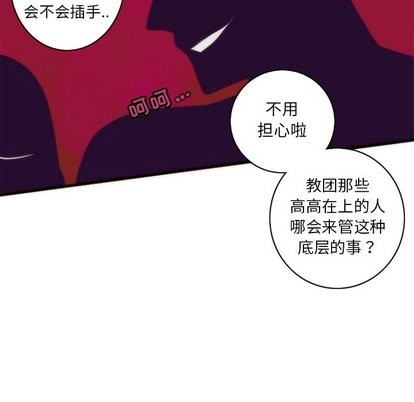 会不会插手..
呵呵...
不用
担心啦
教团那些
高高在上的人
哪会来管这种
底层的事？